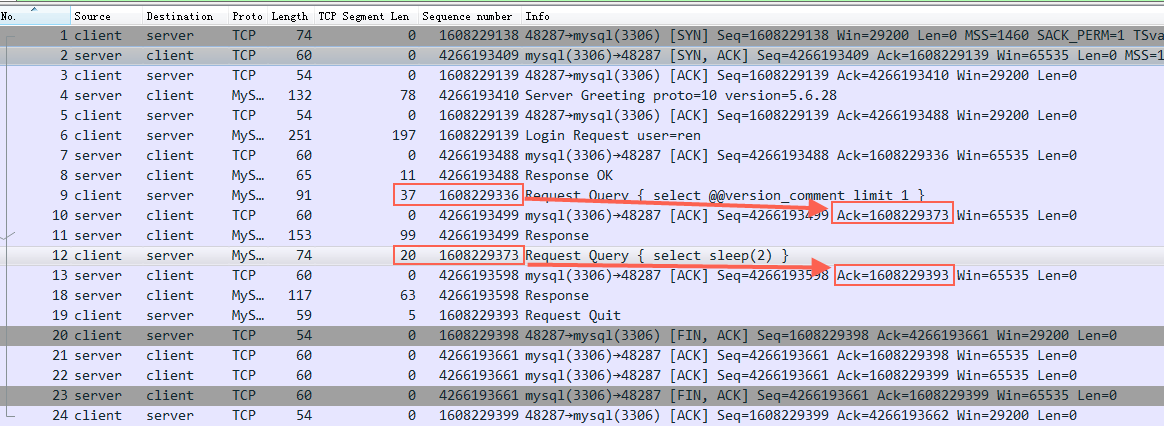 No. Source Destination Proto Length TCP Segment Len Sequence number Info
1 client server TCP 74 0 1608229138 48287→mysql(3306) [SYN] Seq=1608229138 Win=29200 Len=0 MSS=1460 SACK_PERM=1 TSva
2 server client TCP 60 0 4266193409 mysql(3306)→48287 [SYN, ACK] Seq=4266193409 Ack=1608229139 Win=65535 Len=0 MSS=1
3 client server TCP 54 0 1608229139 48287→mysql(3306) [ACK] Seq=1608229139 Ack=4266193410 Win=29200 Len=0
4 server client MyS… 132 78 4266193410 Server Greeting proto=10 version=5.6.28
5 client server TCP 54 0 1608229139 48287→mysql(3306) [ACK] Seq=1608229139 Ack=4266193488 Win=29200 Len=0
6 client server MyS… 251 197 1608229139 Login Request user=ren
7 server client TCP 60 0 4266193488 mysql(3306)→48287 [ACK] Seq=4266193488 Ack=1608229336 Win=65535 Len=0
8 server client MyS… 65 11 4266193488 Response OK
9 client server MyS… 91 37 1608229336 Request Query { select @@version_comment limit 1 }
10 server client TCP 60 0 4266193499 mysql(3306)→48287 [ACK] Seq=4266193499 Ack=1608229373 Win=65535 Len=0
11 server client MyS… 153 99 4266193499 Response
12 client server MyS… 74 20 1608229373 Request Query { select sleep(2) }
13 server client TCP 60 0 4266193598 mysql(3306)→48287 [ACK] Seq=4266193598 Ack=1608229393 Win=65535 Len=0
18 server client MyS… 117 63 4266193598 Response
19 client server MyS… 59 5 1608229393 Request Quit
20 client server TCP 54 0 1608229398 48287→mysql(3306) [FIN, ACK] Seq=1608229398 Ack=4266193661 Win=29200 Len=0
21 server client TCP 60 0 4266193661 mysql(3306)→48287 [ACK] Seq=4266193661 Ack=1608229398 Win=65535 Len=0
22 server client TCP 60 0 4266193661 mysql(3306)→48287 [ACK] Seq=4266193661 Ack=1608229399 Win=65535 Len=0
23 server client TCP 60 0 4266193661 mysql(3306)→48287 [FIN, ACK] Seq=4266193661 Ack=1608229399 Win=65535 Len=0
24 client server TCP 54 0 1608229399 48287→mysql(3306) [ACK] Seq=1608229399 Ack=4266193662 Win=29200 Len=0